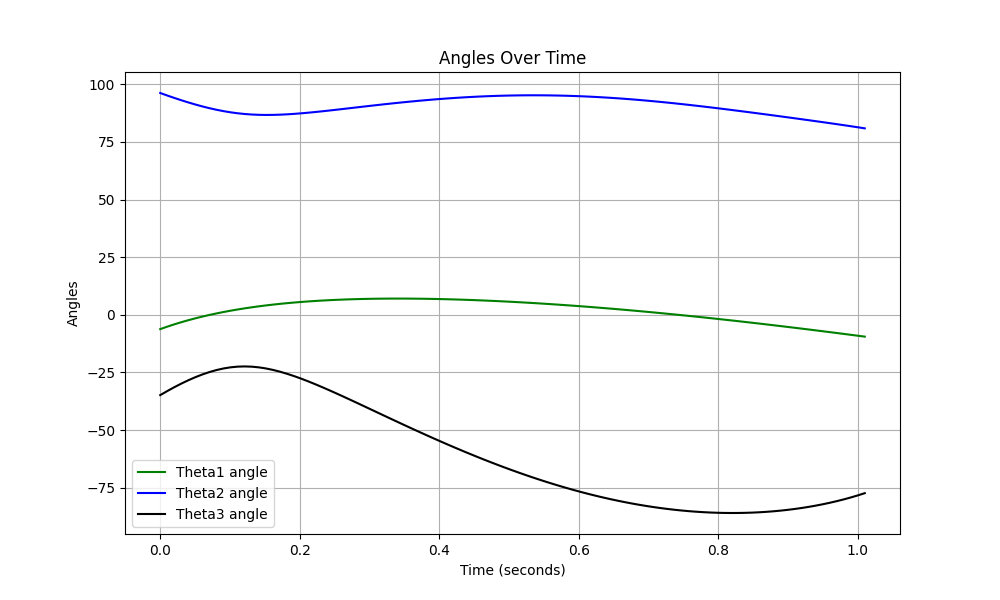 Angles Over Time
100
75
50
25
0
−25
−50
−75
Angles
Theta1 angle
Theta2 angle
Theta3 angle
0.0 0.2 0.4 0.6 0.8 1.0
Time (seconds)